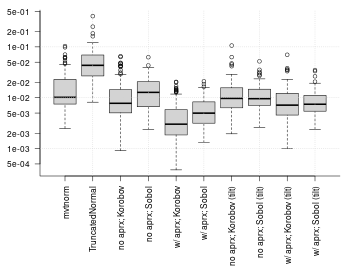 5e-01
2e-01
1e-01
5e-02
2e-02
1e-02
5e-03
2e-03
1e-03
5e-04
mvtnorm
TruncatedNormal
no aprx; Korobov
no aprx; Sobol
w/ aprx; Korobov
w/ aprx; Sobol
no aprx; Korobov (tilt)
no aprx; Sobol (tilt)
w/ aprx; Korobov (tilt)
w/ aprx; Sobol (tilt)